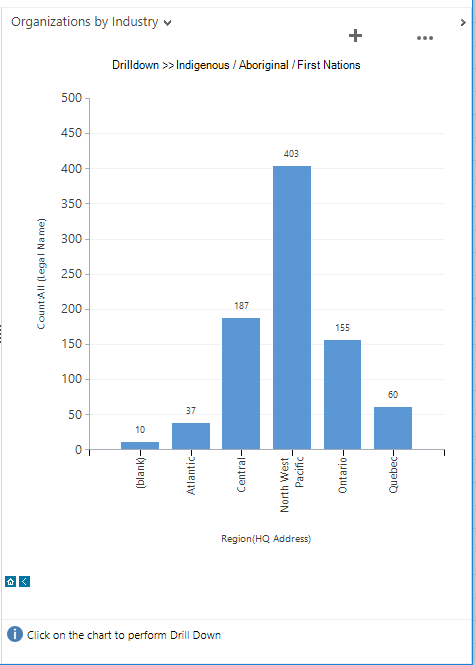 Organizations by Industry
Drilldown >> Indigenous / Aboriginal / First Nations
500
450
400
350
300
250
200
150
100
50
0
CountAll (Legal Name)
10
37
187
403
155
60
(blank)
Atlantic
Central
North West
Pacific
Ontario
Quebec
Region(HQ Address)
Click on the chart to perform Drill Down